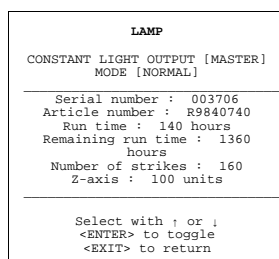 LAMP
CONSTANT LIGHT OUTPUT [MASTER]
MODE [NORMAL]
Serial number : 003706
Article number : R9840740
Run time : 140 hours
Remaining run time : 1360
hours
Number of strikes : 160
Z-axis : 100 units
Select with ↑ or ↓
<ENTER> to toggle
<EXIT> to return